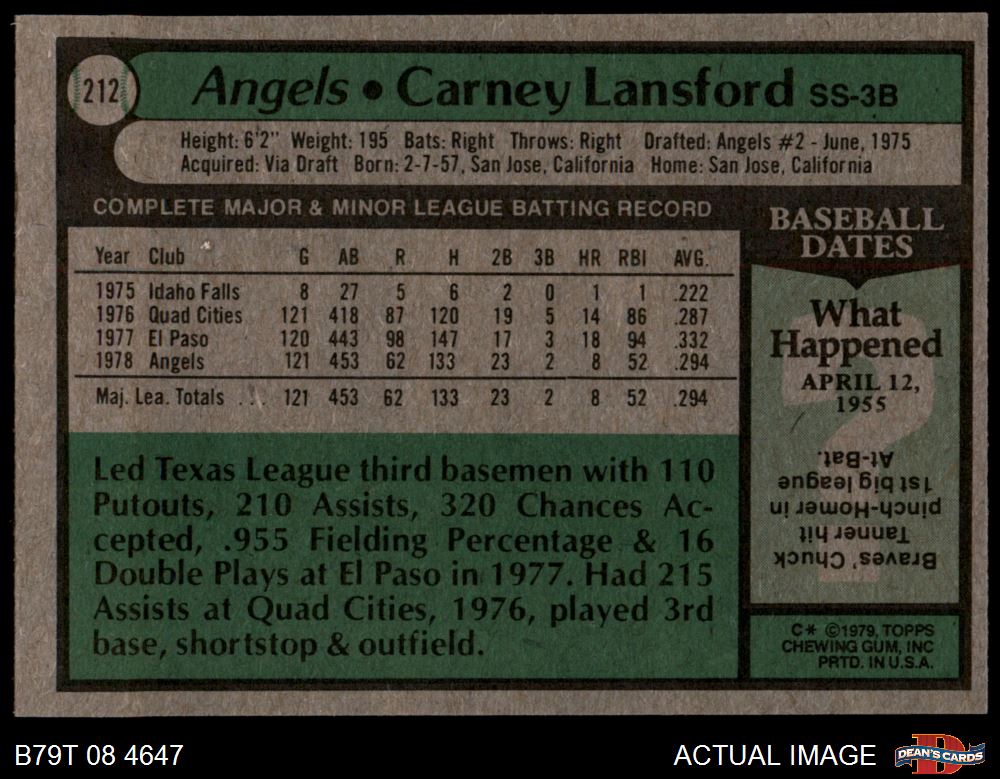 212
Angels • Carney Lansford SS-3B
Height: 6'2" Weight: 195 Bats: Right Throws: Right Drafted: Angels #2 - June, 1975
Acquired: Via Draft Born: 2-7-57, San Jose, California Home: San Jose, California
COMPLETE MAJOR & MINOR LEAGUE BATTING RECORD
Year Club G AB R H 2B 3B HR RBI AVG.
1975 Idaho Falls 8 27 5 6 2 0 1 1 .222
1976 Quad Cities 121 418 87 120 19 5 14 86 .287
1977 El Paso 120 443 98 147 17 3 18 94 .332
1978 Angels 121 453 62 133 23 2 8 52 .294
Maj. Lea. Totals . . . 121 453 62 133 23 2 8 52 .294
Led Texas League third basemen with 110
Putouts, 210 Assists, 320 Chances Ac-
cepted, .955 Fielding Percentage & 16
Double Plays at El Paso in 1977. Had 215
Assists at Quad Cities, 1976, played 3rd
base, shortstop & outfield.
BASEBALL
DATES
What
Happened
APRIL 12,
1955
?
Braves' Chuck
Tanner hit
pinch-Homer in
1st big league
At-Bat.
C* ©1979, TOPPS
CHEWING GUM, INC
PRTD. IN U.S.A.
B79T 08 4647
ACTUAL IMAGE
DEAN'S CARDS